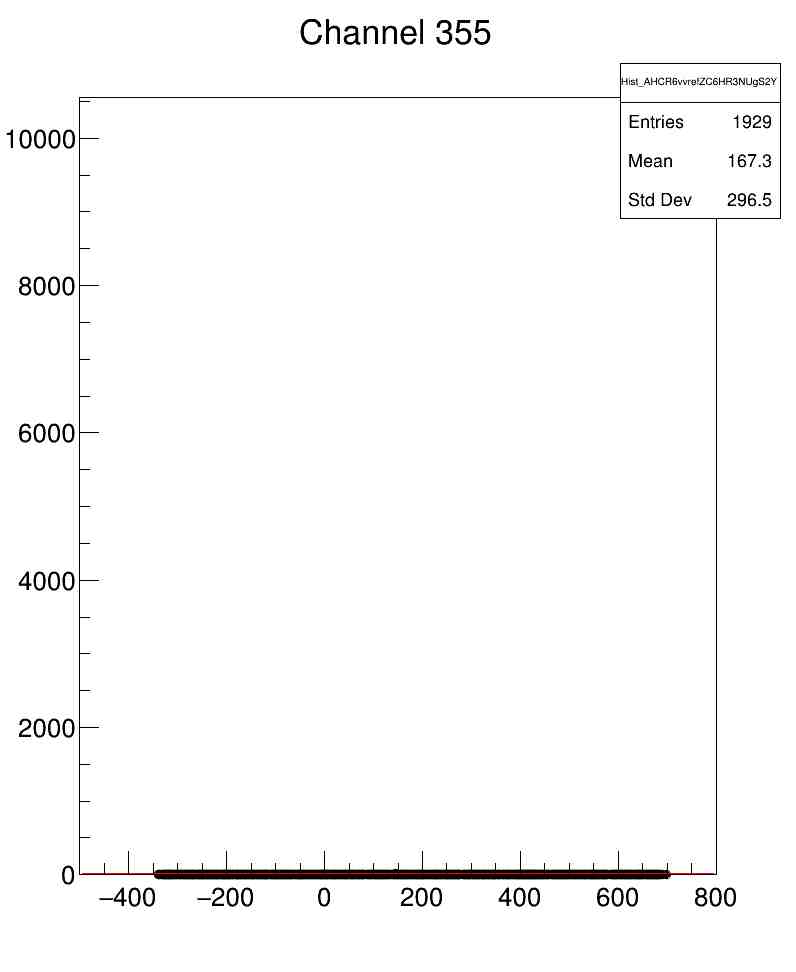 Channel 355
Hist_AHCR6vvrefZC6HR3NUgS2Y
Entries 1929
Mean 167.3
Std Dev 296.5
10000
8000
6000
4000
2000
0
−400 −200 0 200 400 600 800